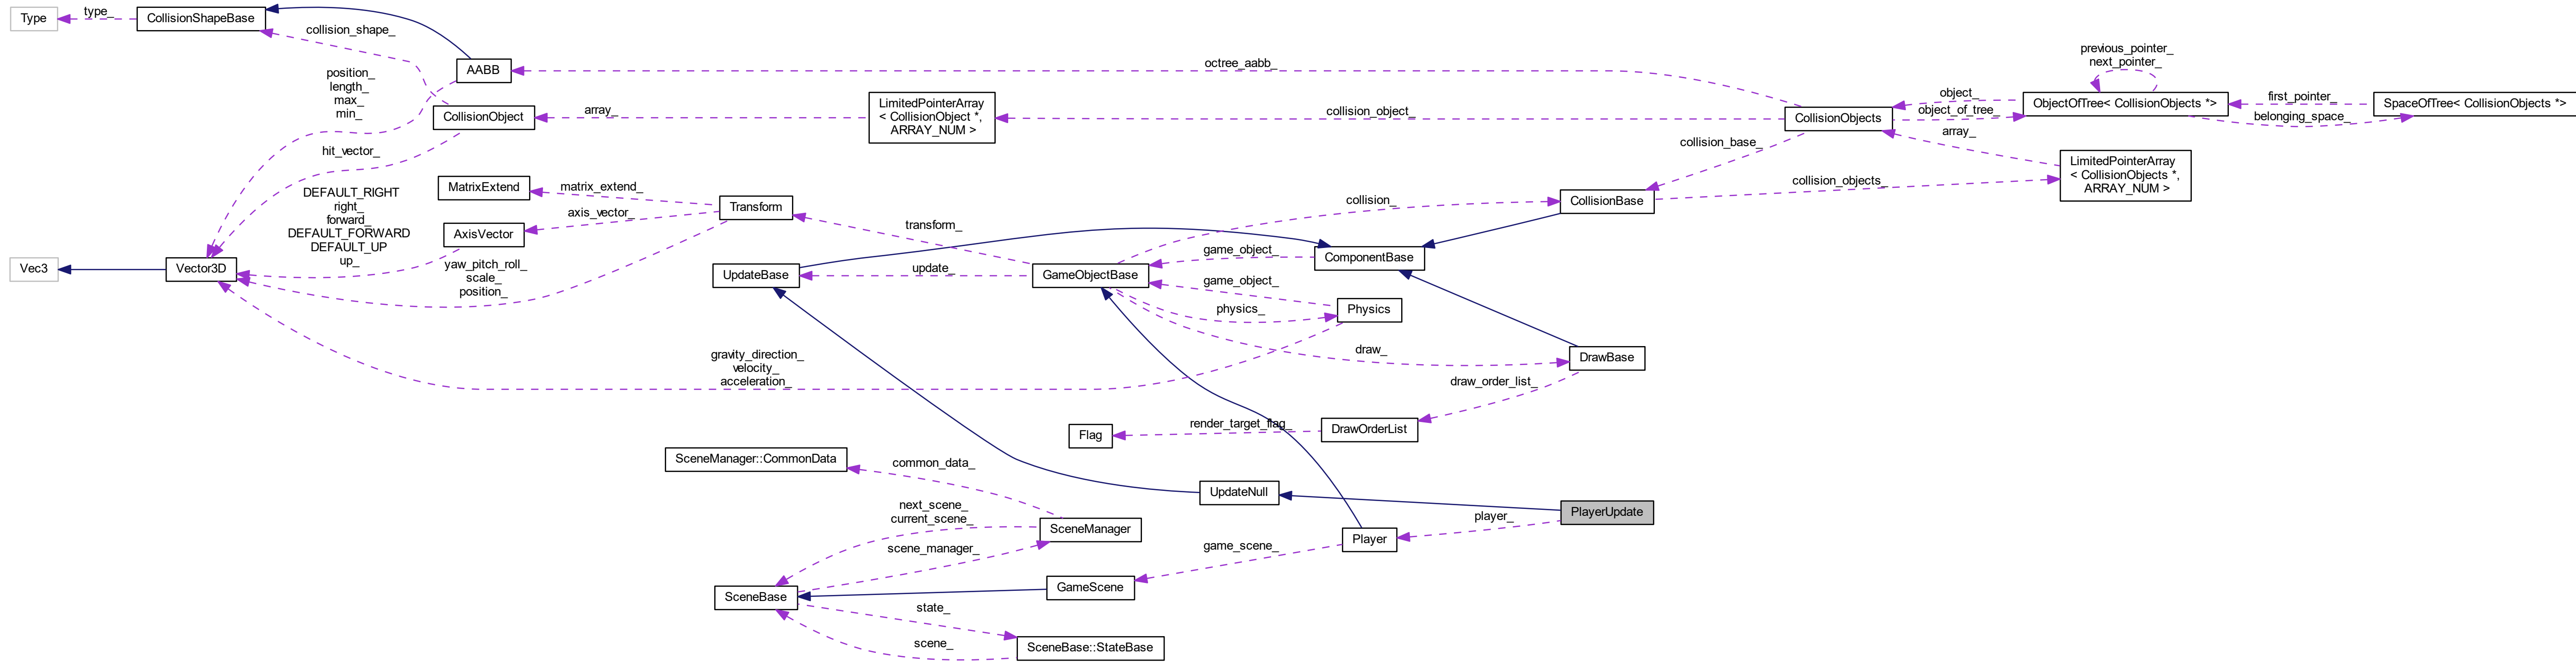 Type
type_
CollisionShapeBase
collision_shape_
AABB
position_
length_
max_
min_
CollisionObject
array_
LimitedPointerArray
< CollisionObject *,
ARRAY_NUM >
octree_aabb_
collision_object_
CollisionObjects
object_
object_of_tree_
previous_pointer_
next_pointer_
ObjectOfTree< CollisionObjects *>
first_pointer_
belonging_space_
SpaceOfTree< CollisionObjects *>
array_
collision_base_
LimitedPointerArray
< CollisionObjects *,
ARRAY_NUM >
collision_objects_
CollisionBase
collision_
hit_vector_
DEFAULT_RIGHT
right_
forward_
DEFAULT_FORWARD
DEFAULT_UP
up_
MatrixExtend
matrix_extend_
Transform
axis_vector_
AxisVector
transform_
Vec3
Vector3D
yaw_pitch_roll_
scale_
position_
UpdateBase
update_
GameObjectBase
game_object_
ComponentBase
game_object_
physics_
Physics
gravity_direction_
velocity_
acceleration_
draw_
DrawBase
draw_order_list_
Flag
render_target_flag_
DrawOrderList
SceneManager::CommonData
common_data_
UpdateNull
PlayerUpdate
next_scene_
current_scene_
SceneManager
player_
Player
scene_manager_
game_scene_
SceneBase
GameScene
state_
scene_
SceneBase::StateBase